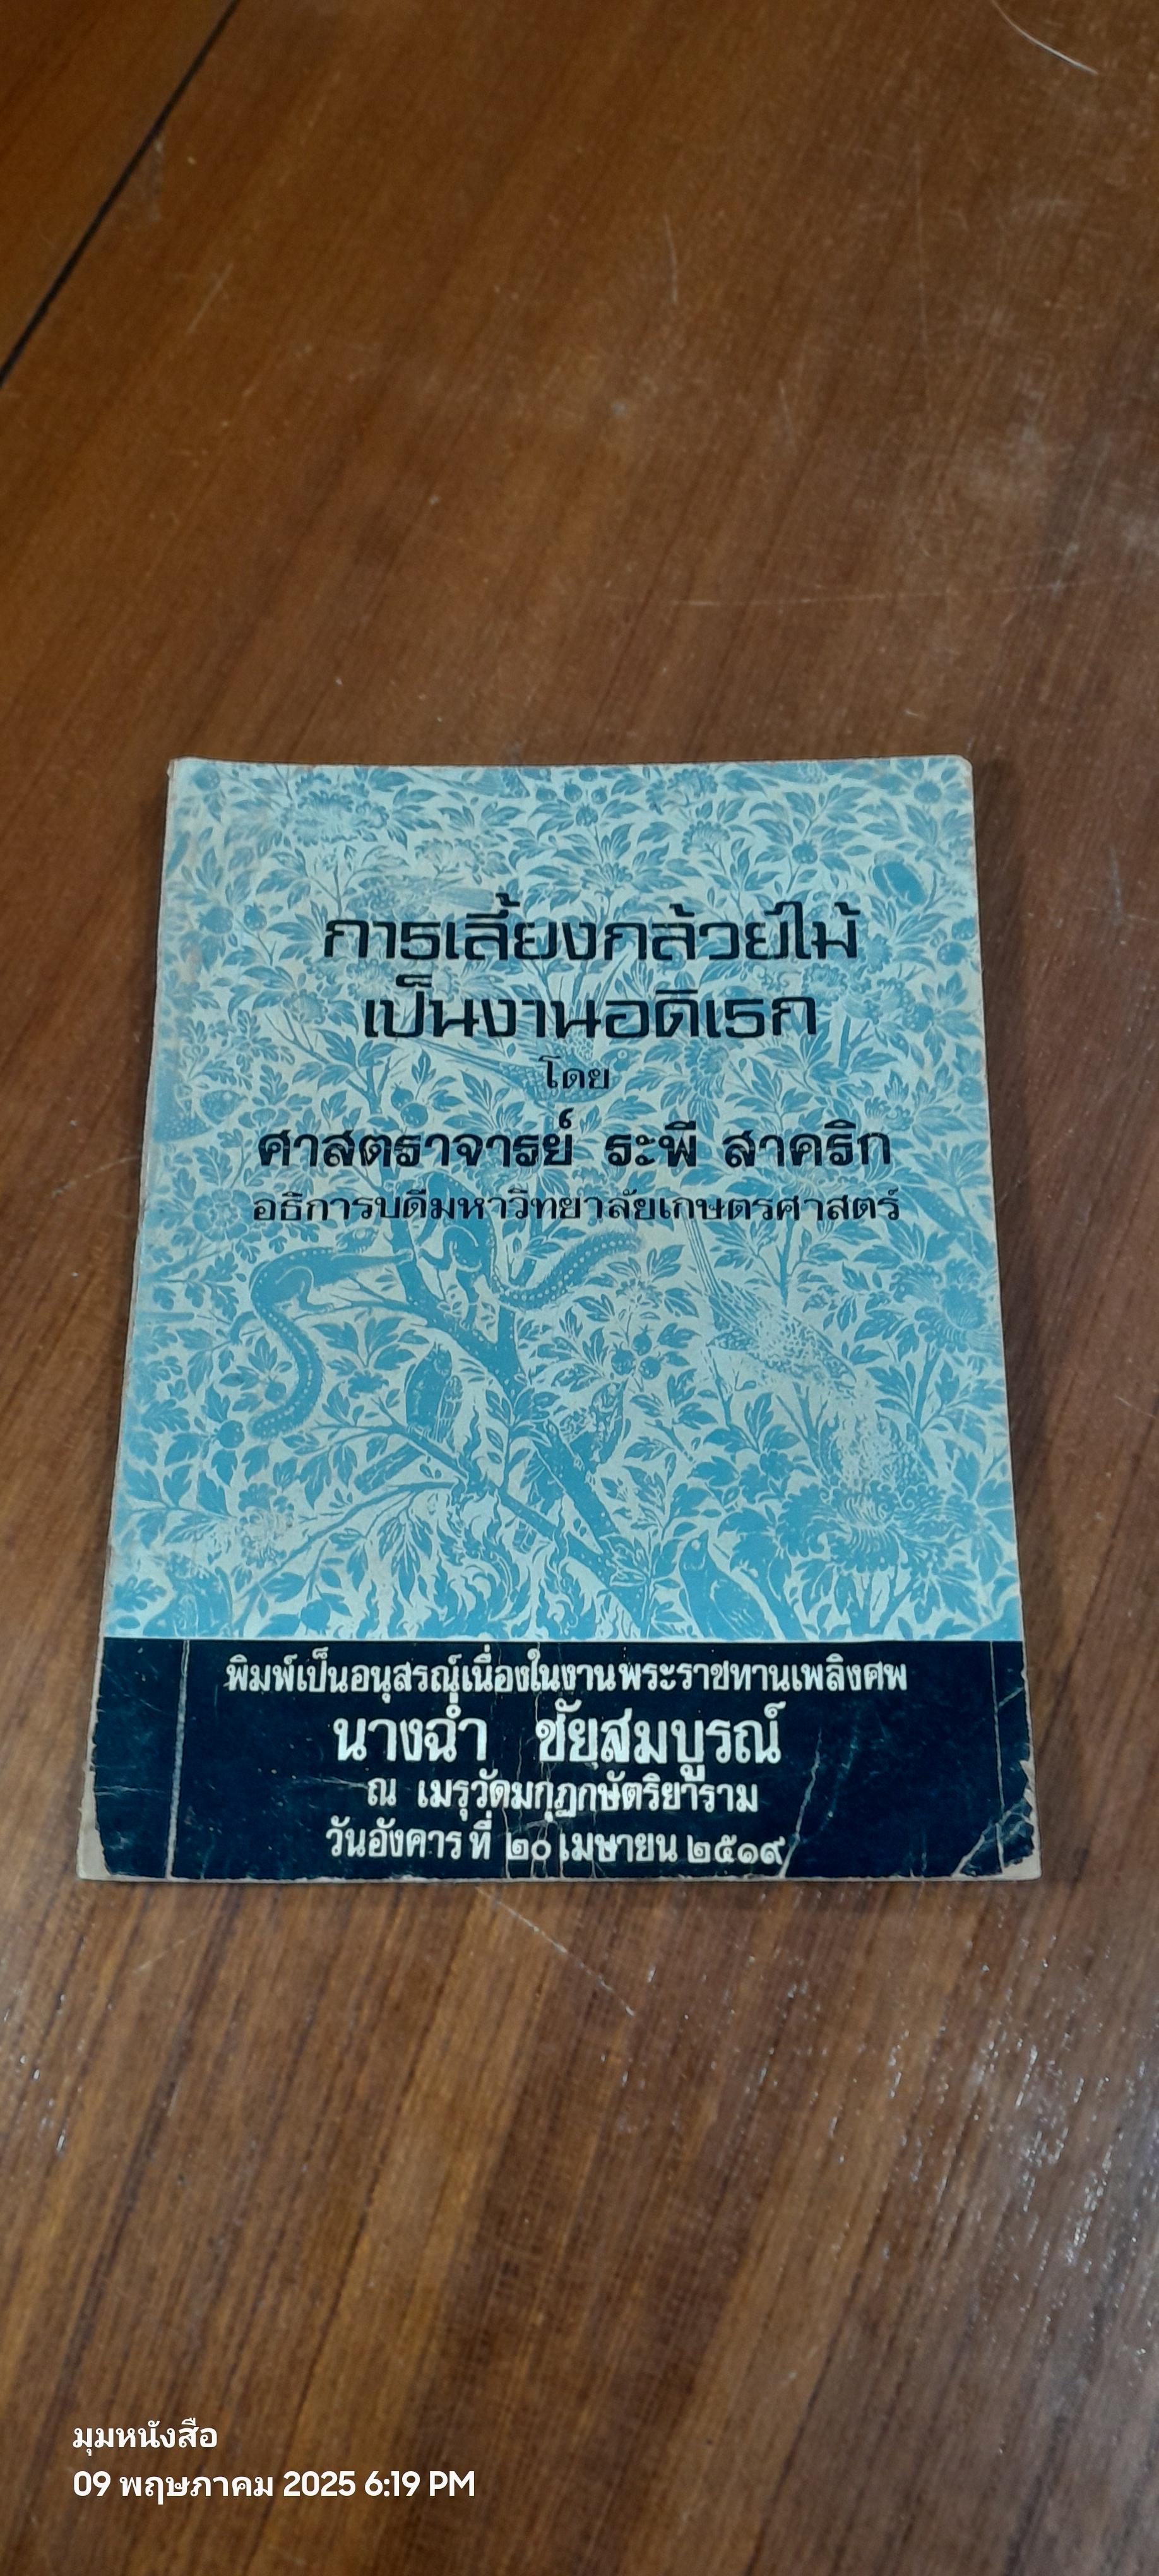 การเลี้ยงกล้วยไม้
เป็นงานอดิเรก
โดย
ศาสตราจารย์ ระพี สาคริก
อธิการบดีมหาวิทยาลัยเกษตรศาสตร์
พิมพ์เป็นอนุสรณ์เนื่องในงานพระราชทานเพลิงศพ
นางฉ่ำ ชัยสมบูรณ์
ณ เมรุวัดมกุฏกษัตริยาราม
วันอังคารที่ ๒๐ เมษายน ๒๕๑๙
มุมหนังสือ
09 พฤษภาคม 2025 6:19 PM